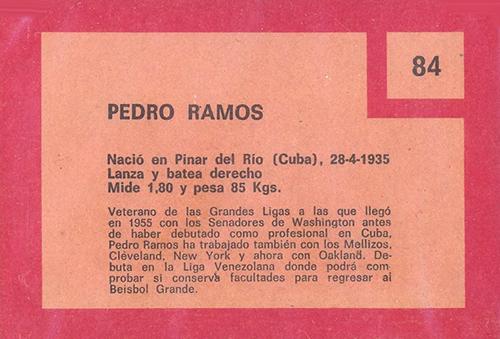 84
PEDRO RAMOS
Nació en Pinar del Río (Cuba), 28-4-1935
Lanza y batea derecho
Mide 1,80 y pesa 85 Kgs.
Veterano de las Grandes Ligas a las que llegó
en 1955 con los Senadores de Washington antes
de haber debutado como profesional en Cuba,
Pedro Ramos ha trabajado también con los Mellizos,
Cléveland, New York y ahora con Oakland. De-
buta en la Liga Venezolana donde podrá com
probar si conserva facultades para regresar al
Beisbol Grande.